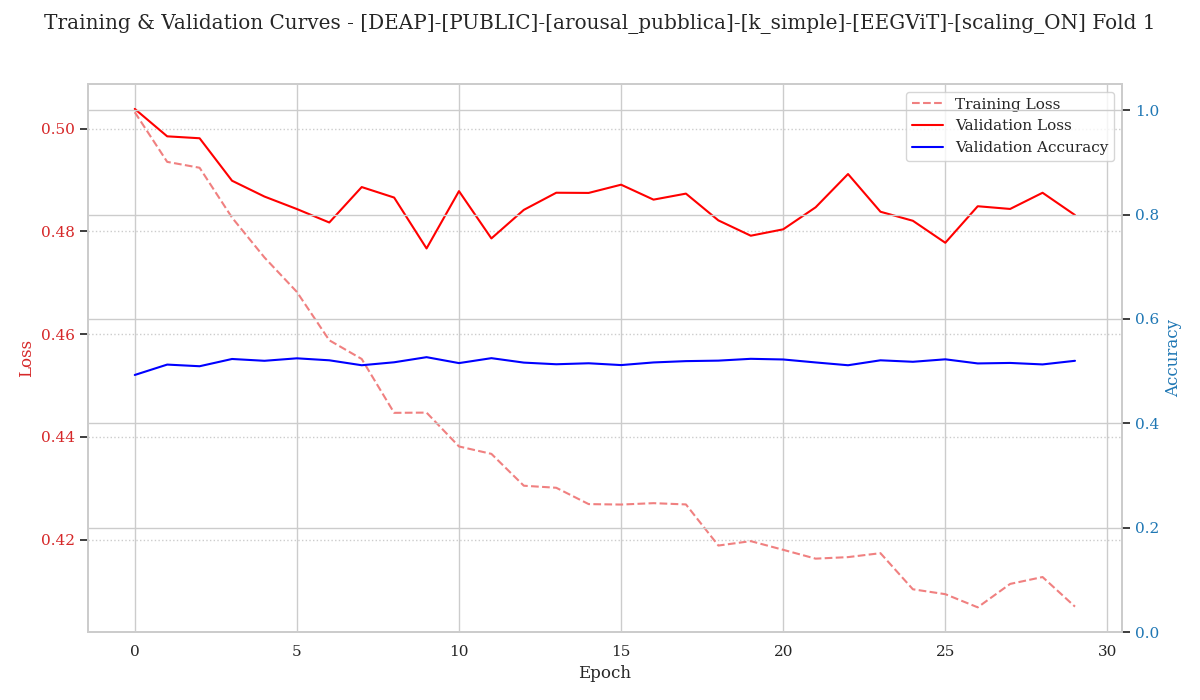 Training & Validation Curves - [DEAP]-[PUBLIC]-[arousal_pubblica]-[k_simple]-[EEGViT]-[scaling_ON] Fold 1
Training Loss
Validation Loss
Validation Accuracy
0.50
0.48
0.46
0.44
0.42
Loss
1.0
0.8
0.6
0.4
0.2
0.0
Accuracy
0 5 10 15 20 25 30
Epoch